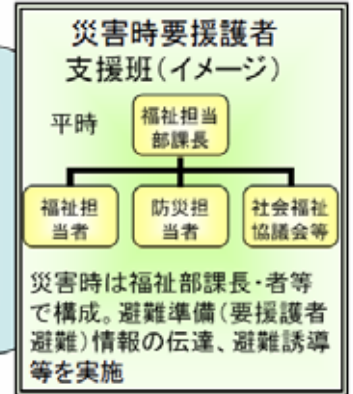 災害時要援護者
支援班(イメージ)
平時
福祉担当
部課長
福祉担
当者
防災担
当者
社会福祉
協議会等
災害時は福祉部課長・者等
で構成。避難準備(要援護者
避難)情報の伝達、避難誘導
等を実施